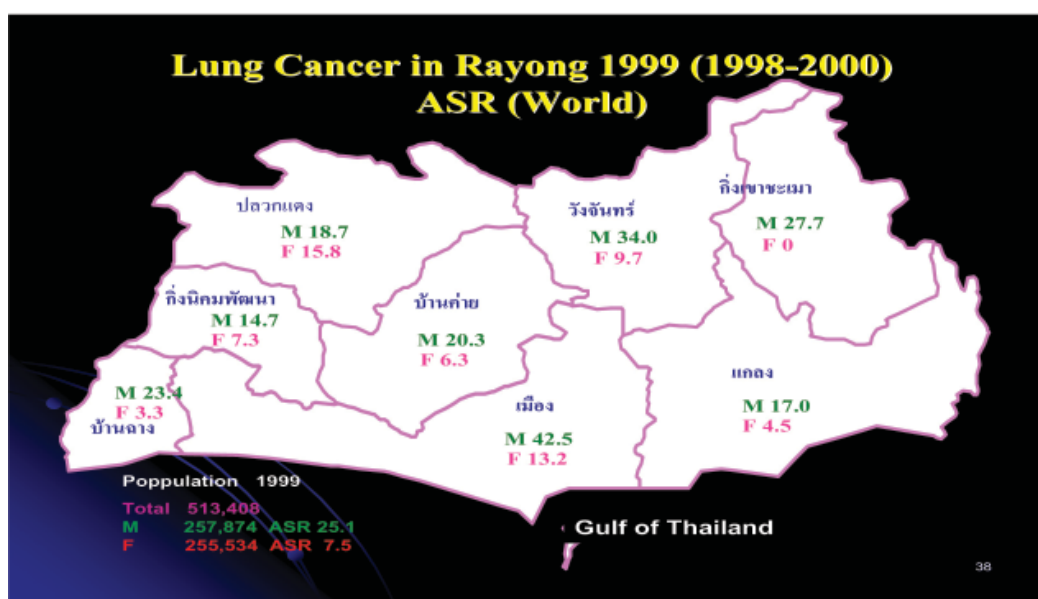 Lung Cancer in Rayong 1999 (1998-2000)
ASR (World)
ปลวกแดง
M 18.7
F 15.8
วังจันทร์
M 34.0
F 9.7
กิ่งเขาชะเมา
M 27.7
F 0
กิ่งนิคมพัฒนา
M 14.7
F 7.3
บ้านค่าย
M 20.3
F 6.3
M 23.4
F 3.3
บ้านฉาง
เมือง
M 42.5
F 13.2
แกลง
M 17.0
F 4.5
Poppulation 1999
Total 513,408
M 257,874 ASR 25.1
F 255,534 ASR 7.5
Gulf of Thailand
38